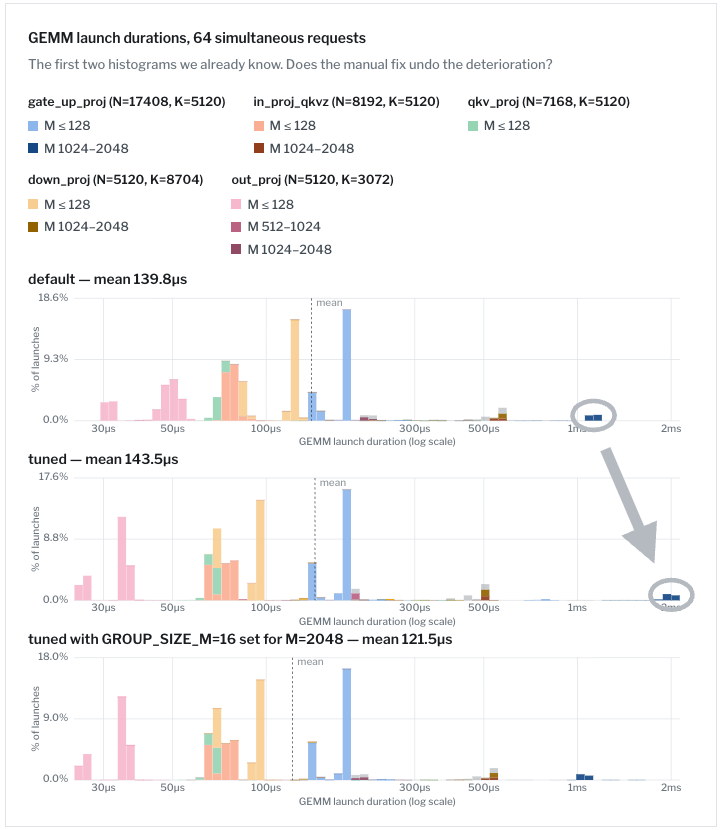 GEMM launch durations, 64 simultaneous requests
The first two histograms we already know. Does the manual fix undo the deterioration?
gate_up_proj (N=17408, K=5120)
M ≤ 128
M 1024–2048
in_proj_qkvz (N=8192, K=5120)
M ≤ 128
M 1024–2048
qkv_proj (N=7168, K=5120)
M ≤ 128
down_proj (N=5120, K=8704)
M ≤ 128
M 1024–2048
out_proj (N=5120, K=3072)
M ≤ 128
M 512–1024
M 1024–2048
default — mean 139.8µs
18.6%
9.3%
0.0%
% of launches
mean
30µs 50µs 100µs 300µs 500µs 1ms 2ms
GEMM launch duration (log scale)
tuned — mean 143.5µs
17.6%
8.8%
0.0%
% of launches
mean
30µs 50µs 100µs 300µs 500µs 1ms 2ms
GEMM launch duration (log scale)
tuned with GROUP_SIZE_M=16 set for M=2048 — mean 121.5µs
18.0%
9.0%
0.0%
% of launches
mean
30µs 50µs 100µs 300µs 500µs 1ms 2ms
GEMM launch duration (log scale)